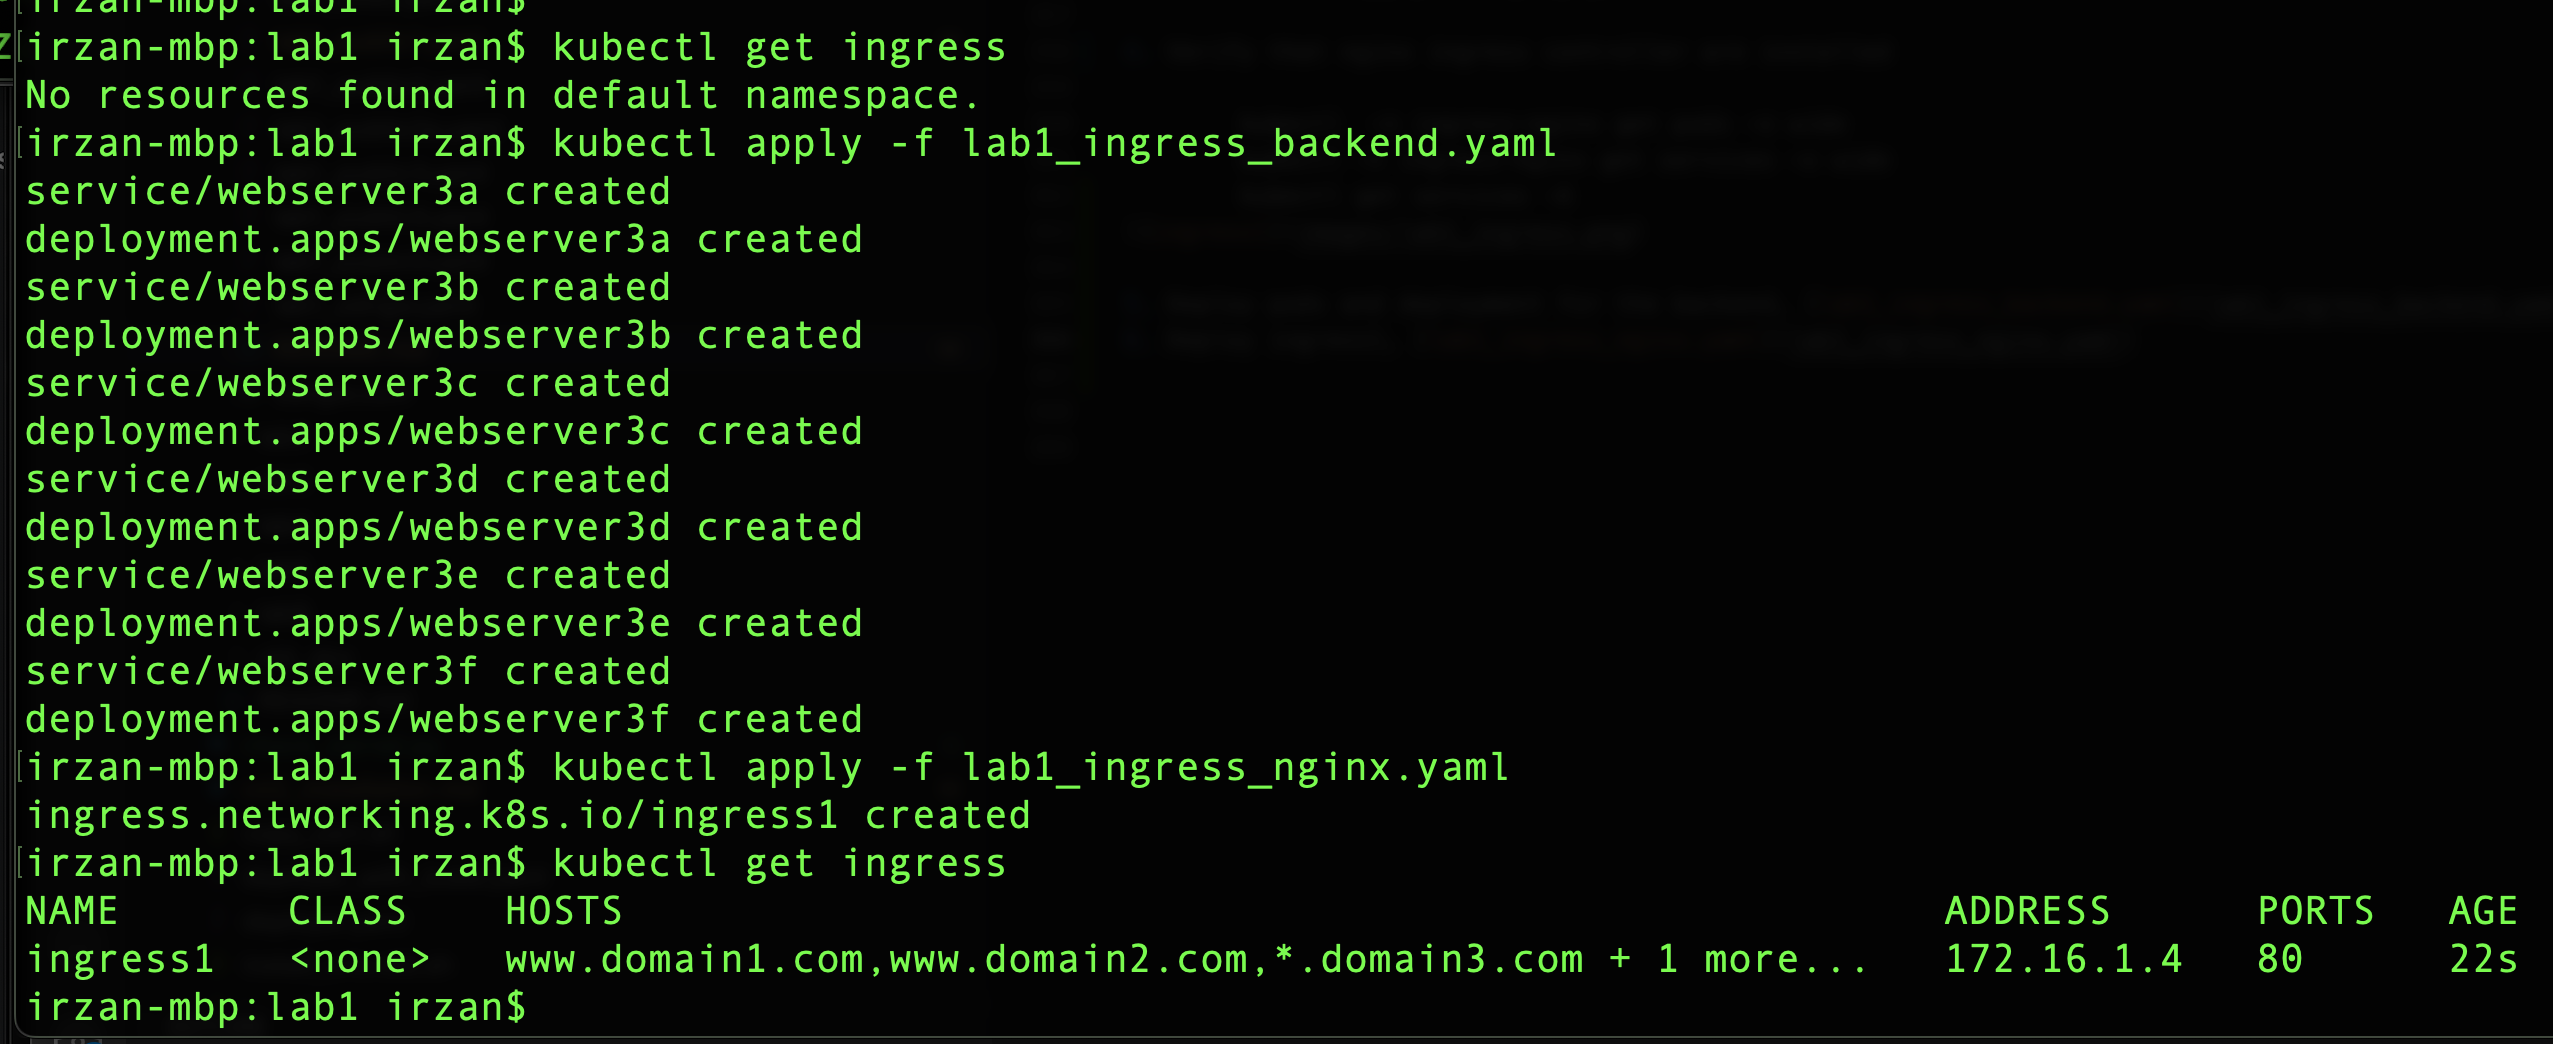 irzan-mbp:lab1 irzan$
irzan-mbp:lab1 irzan$ kubectl get ingress
No resources found in default namespace.
irzan-mbp:lab1 irzan$ kubectl apply -f lab1_ingress_backend.yaml
service/webserver3a created
deployment.apps/webserver3a created
service/webserver3b created
deployment.apps/webserver3b created
service/webserver3c created
deployment.apps/webserver3c created
service/webserver3d created
deployment.apps/webserver3d created
service/webserver3e created
deployment.apps/webserver3e created
service/webserver3f created
deployment.apps/webserver3f created
irzan-mbp:lab1 irzan$ kubectl apply -f lab1_ingress_nginx.yaml
ingress.networking.k8s.io/ingress1 created
irzan-mbp:lab1 irzan$ kubectl get ingress
NAME CLASS HOSTS ADDRESS PORTS AGE
ingress1 <none> www.domain1.com,www.domain2.com,*.domain3.com + 1 more... 172.16.1.4 80 22s
irzan-mbp:lab1 irzan$